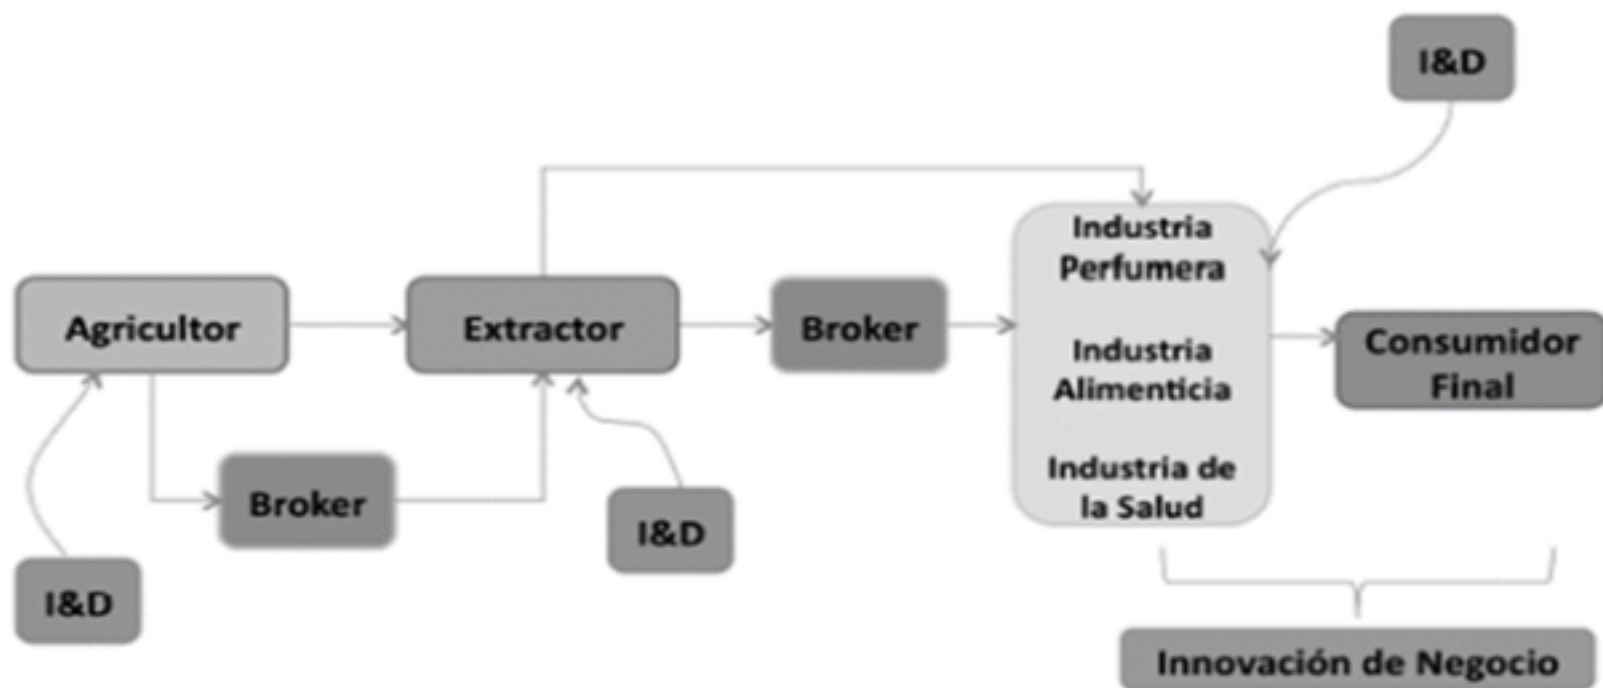 I&D
Industria
Perfumera
Agricultor
Extractor
Broker
Industria
Alimenticia
Consumidor
Final
Industria de
la Salud
Broker
I&D
I&D
Innovación de Negocio